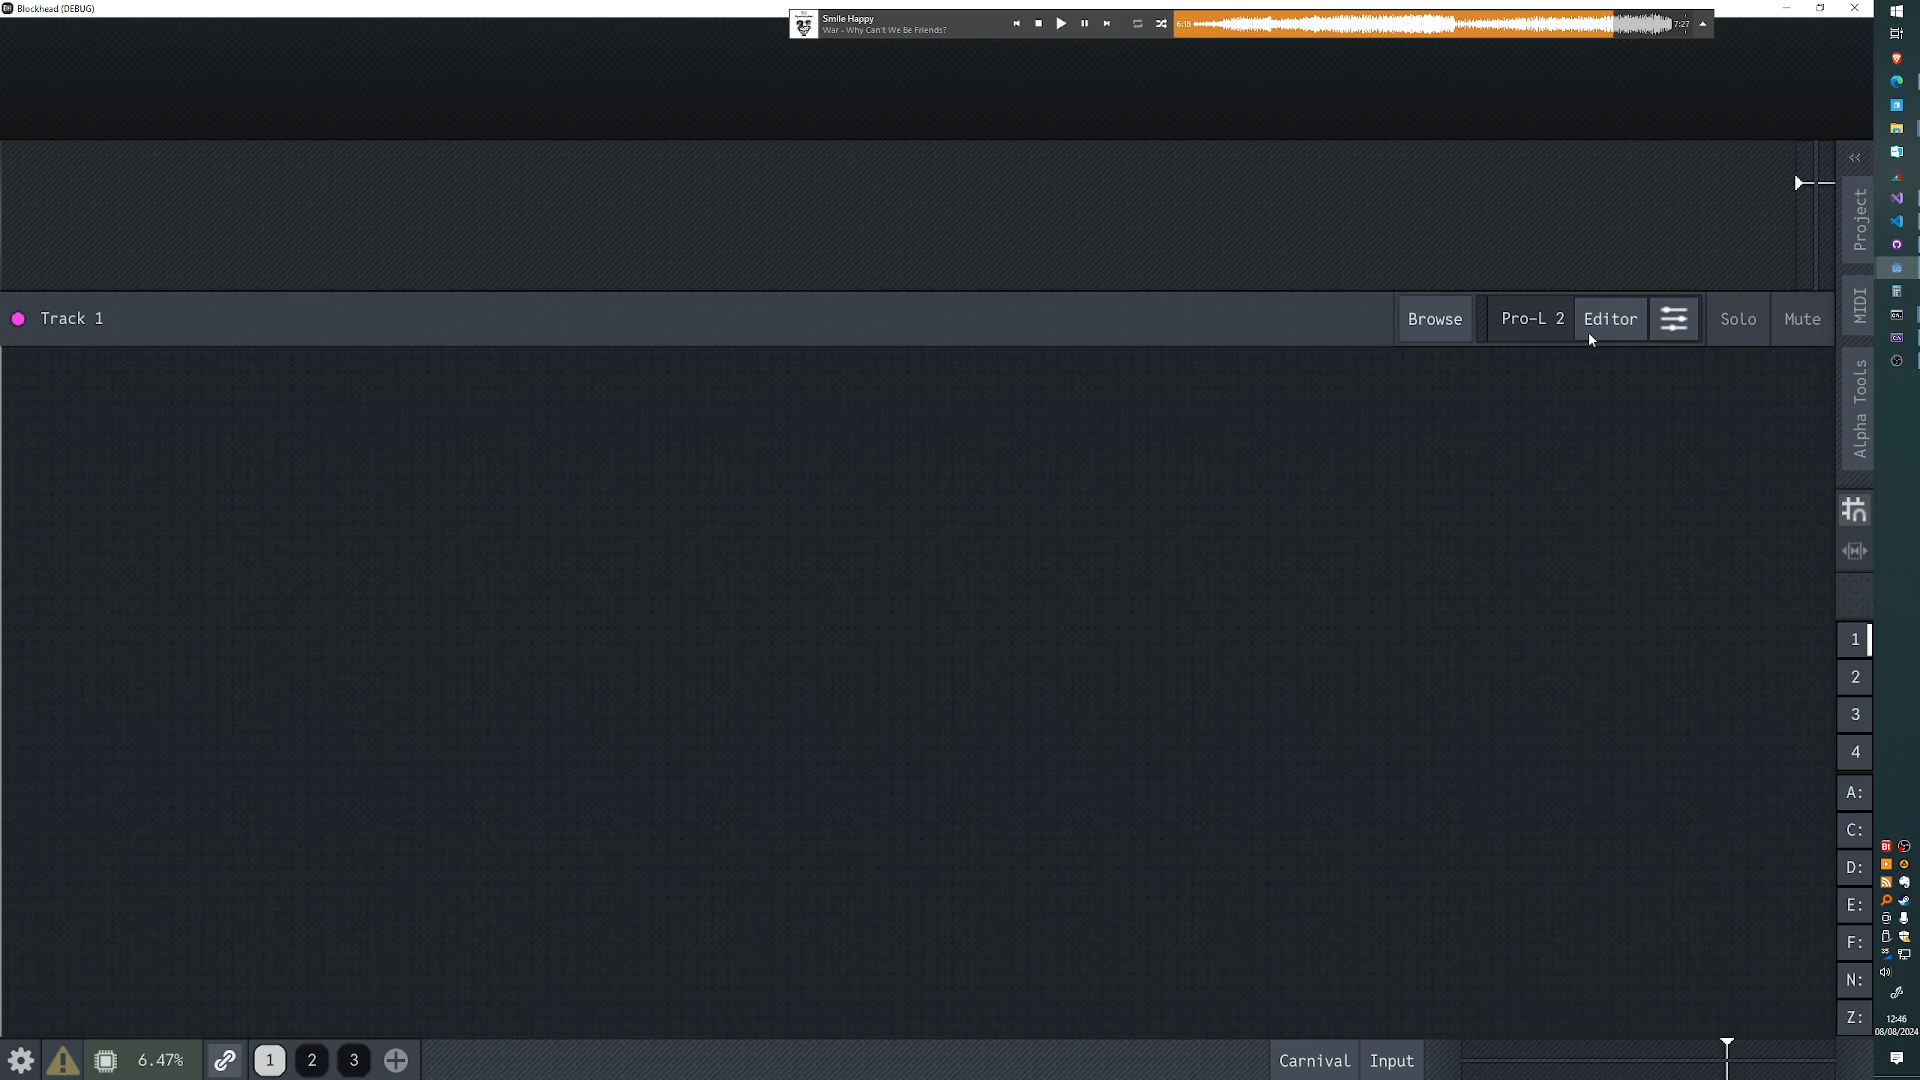 Blockhead (DEBUG)
Smile Happy
War - Why Can't We Be Friends?
6:18
7:27
Project
MIDI
Alpha Tools
Track 1
Browse
Pro-L 2
Editor
Solo
Mute
1
2
3
4
A:
C:
D:
E:
F:
N:
Z:
Bt
12:46
08/08/2024
6.47%
1
2
3
Carnival
Input